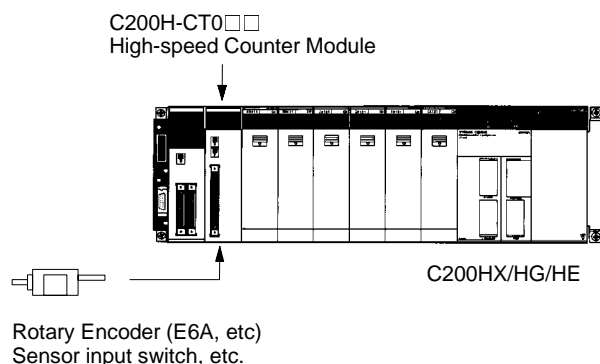 C200H-CT0□□
High-speed Counter Module
C200HX/HG/HE
Rotary Encoder (E6A, etc)
Sensor input switch, etc.